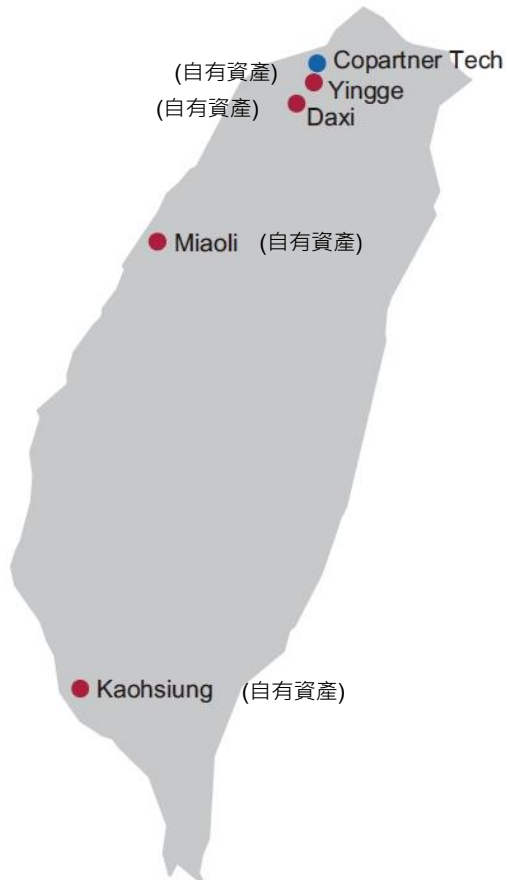 Copartner Tech
(自有資產)
Yingge
(自有資產)
Daxi
Miaoli (自有資產)
Kaohsiung (自有資產)